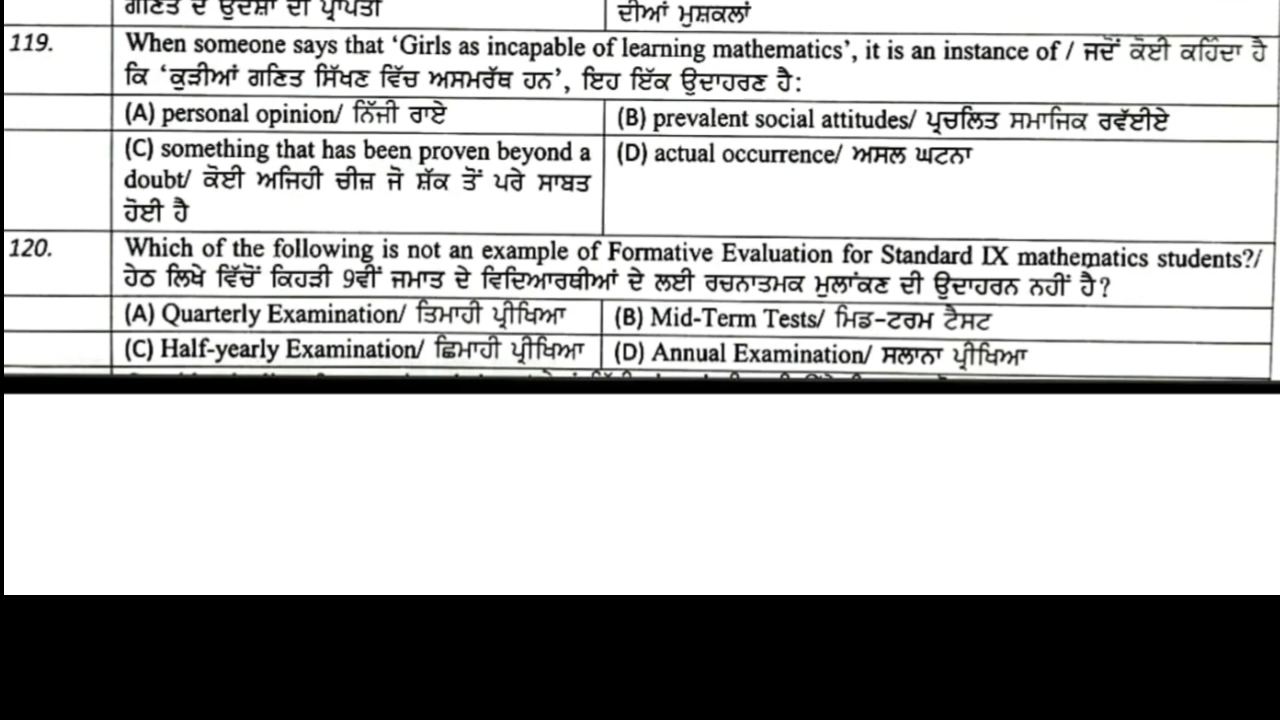 ਗਣਿਤ ਦੇ ਉਦੇਸ਼ਾਂ ਦੀ ਪ੍ਰਾਪਤੀ
ਦੀਆਂ ਮੁਸ਼ਕਲਾਂ
119. When someone says that ‘Girls as incapable of learning mathematics’, it is an instance of / ਜਦੋਂ ਕੋਈ ਕਹਿੰਦਾ ਹੈ
ਕਿ ‘ਕੁੜੀਆਂ ਗਣਿਤ ਸਿੱਖਣ ਵਿੱਚ ਅਸਮਰੱਥ ਹਨ’, ਇਹ ਇੱਕ ਉਦਾਹਰਣ ਹੈ:
(A) personal opinion/ ਨਿੱਜੀ ਰਾਏ
(B) prevalent social attitudes/ ਪ੍ਰਚਲਿਤ ਸਮਾਜਿਕ ਰਵੱਈਏ
(C) something that has been proven beyond a
doubt/ ਕੋਈ ਅਜਿਹੀ ਚੀਜ਼ ਜੋ ਸ਼ੱਕ ਤੋਂ ਪਰੇ ਸਾਬਤ
ਹੋਈ ਹੈ
(D) actual occurrence/ ਅਸਲ ਘਟਨਾ
120. Which of the following is not an example of Formative Evaluation for Standard IX mathematics students?/
ਹੇਠ ਲਿਖੇ ਵਿੱਚੋਂ ਕਿਹੜੀ 9ਵੀਂ ਜਮਾਤ ਦੇ ਵਿਦਿਆਰਥੀਆਂ ਦੇ ਲਈ ਰਚਨਾਤਮਕ ਮੁਲਾਂਕਣ ਦੀ ਉਦਾਹਰਨ ਨਹੀਂ ਹੈ?
(A) Quarterly Examination/ ਤਿਮਾਹੀ ਪ੍ਰੀਖਿਆ
(B) Mid-Term Tests/ ਮਿਡ-ਟਰਮ ਟੈਸਟ
(C) Half-yearly Examination/ ਛਿਮਾਹੀ ਪ੍ਰੀਖਿਆ
(D) Annual Examination/ ਸਲਾਨਾ ਪ੍ਰੀਖਿਆ